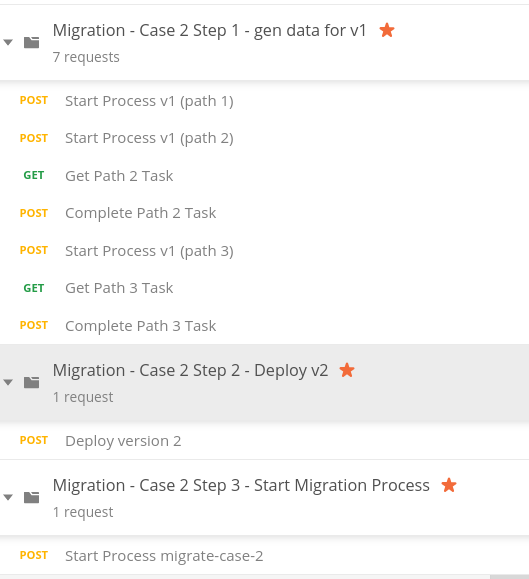 Migration - Case 2 Step 1 - gen data for v1
7 requests
POST Start Process v1 (path 1)
POST Start Process v1 (path 2)
GET Get Path 2 Task
POST Complete Path 2 Task
POST Start Process v1 (path 3)
GET Get Path 3 Task
POST Complete Path 3 Task
Migration - Case 2 Step 2 - Deploy v2
1 request
POST Deploy version 2
Migration - Case 2 Step 3 - Start Migration Process
1 request
POST Start Process migrate-case-2